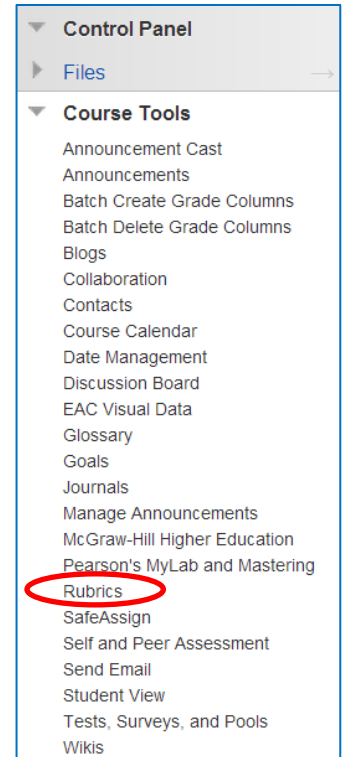 Control Panel
Files
Course Tools
Announcement Cast
Announcements
Batch Create Grade Columns
Batch Delete Grade Columns
Blogs
Collaboration
Contacts
Course Calendar
Date Management
Discussion Board
EAC Visual Data
Glossary
Goals
Journals
Manage Announcements
McGraw-Hill Higher Education
Pearson's MyLab and Mastering
Rubrics
SafeAssign
Self and Peer Assessment
Send Email
Student View
Tests, Surveys, and Pools
Wikis